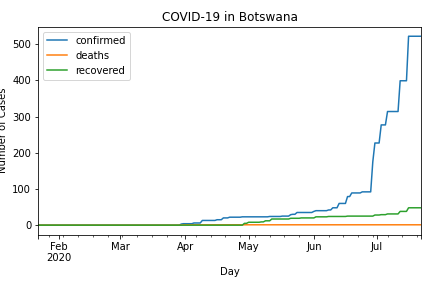 COVID-19 in Botswana
confirmed
deaths
recovered
500
400
300
200
100
0
Number of Cases
Feb Mar Apr May Jun Jul
2020
Day